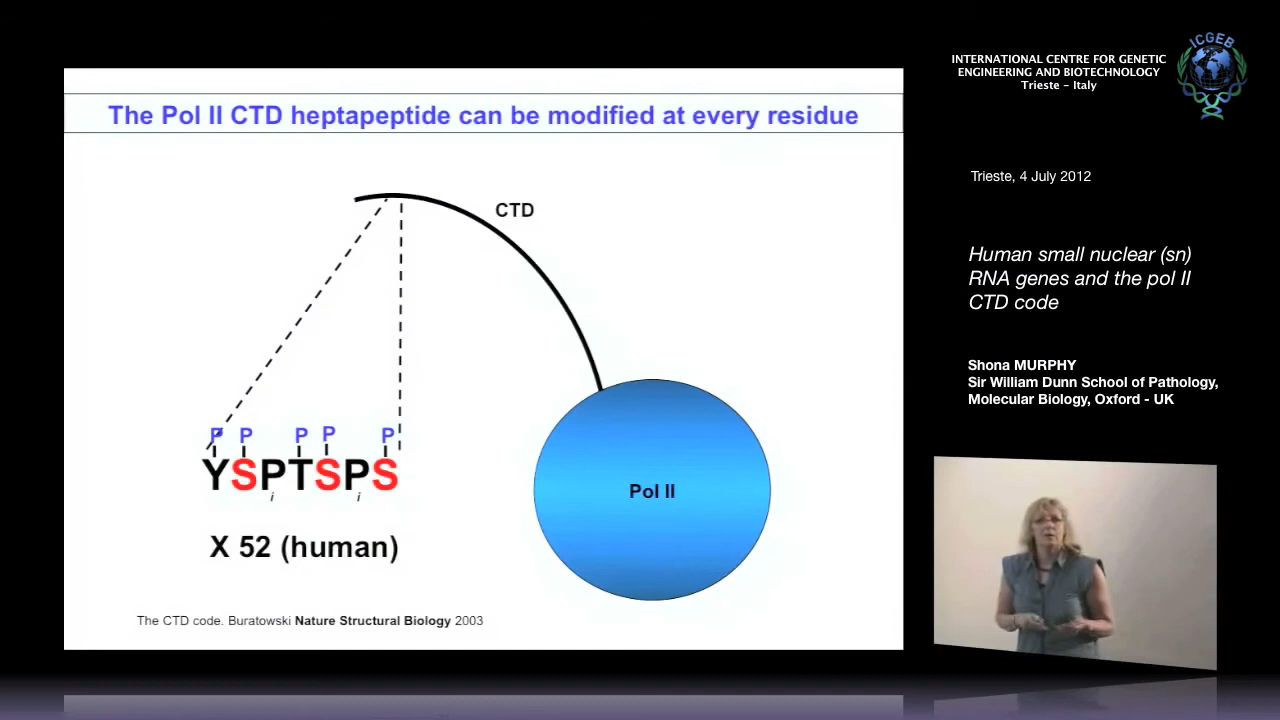 The Pol II CTD heptapeptide can be modified at every residue
CTD
P P P P P
YSPTSPS
i i
X 52 (human)
Pol II
The CTD code. Buratowski Nature Structural Biology 2003
INTERNATIONAL CENTRE FOR GENETIC
ENGINEERING AND BIOTECHNOLOGY
Trieste - Italy
ICGEB
Trieste, 4 July 2012
Human small nuclear (sn)
RNA genes and the pol II
CTD code
Shona MURPHY
Sir William Dunn School of Pathology,
Molecular Biology, Oxford - UK